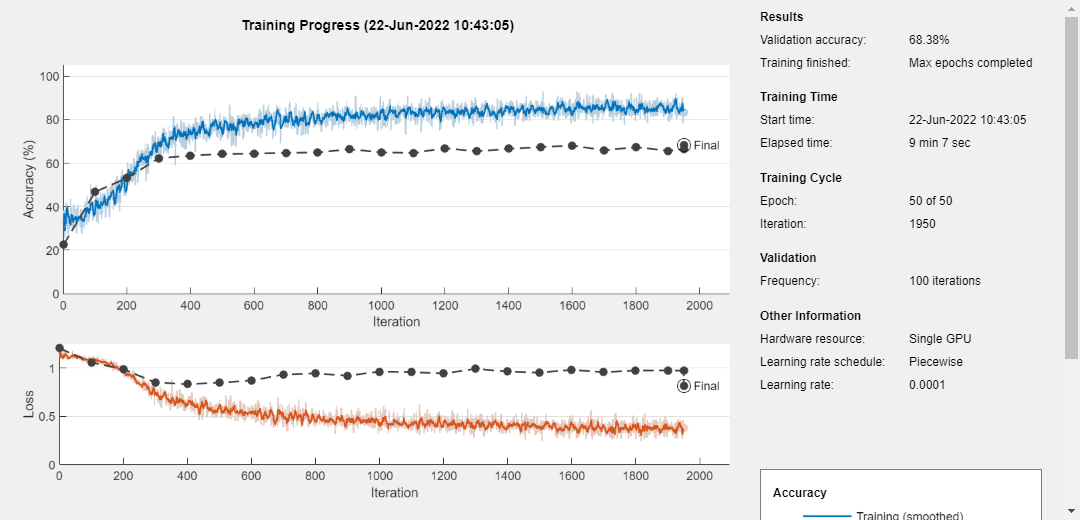 Training Progress (22-Jun-2022 10:43:05)
100
80
60
40
20
0
Accuracy (%)
Final
0 200 400 600 800 1000 1200 1400 1600 1800 2000
Iteration
1
0.5
0
Loss
Final
0 200 400 600 800 1000 1200 1400 1600 1800 2000
Iteration
Results
Validation accuracy: 68.38%
Training finished: Max epochs completed
Training Time
Start time: 22-Jun-2022 10:43:05
Elapsed time: 9 min 7 sec
Training Cycle
Epoch: 50 of 50
Iteration: 1950
Validation
Frequency: 100 iterations
Other Information
Hardware resource: Single GPU
Learning rate schedule: Piecewise
Learning rate: 0.0001
Accuracy
Training (smoothed)